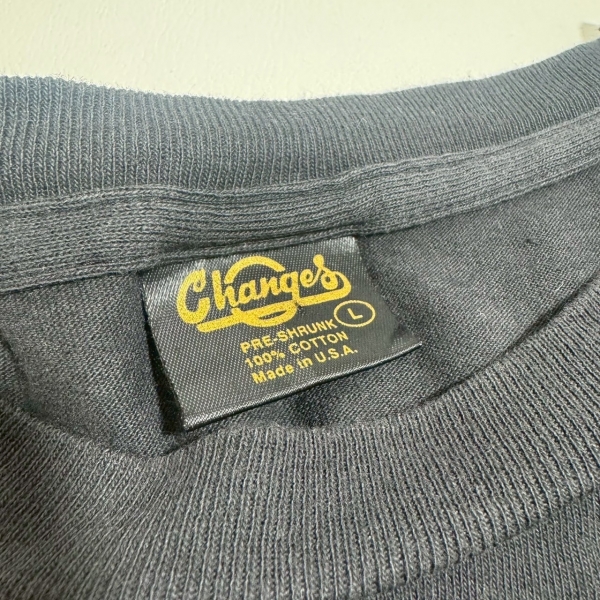 Changes
PRE-SHRUNK L
100% COTTON
Made in U.S.A.